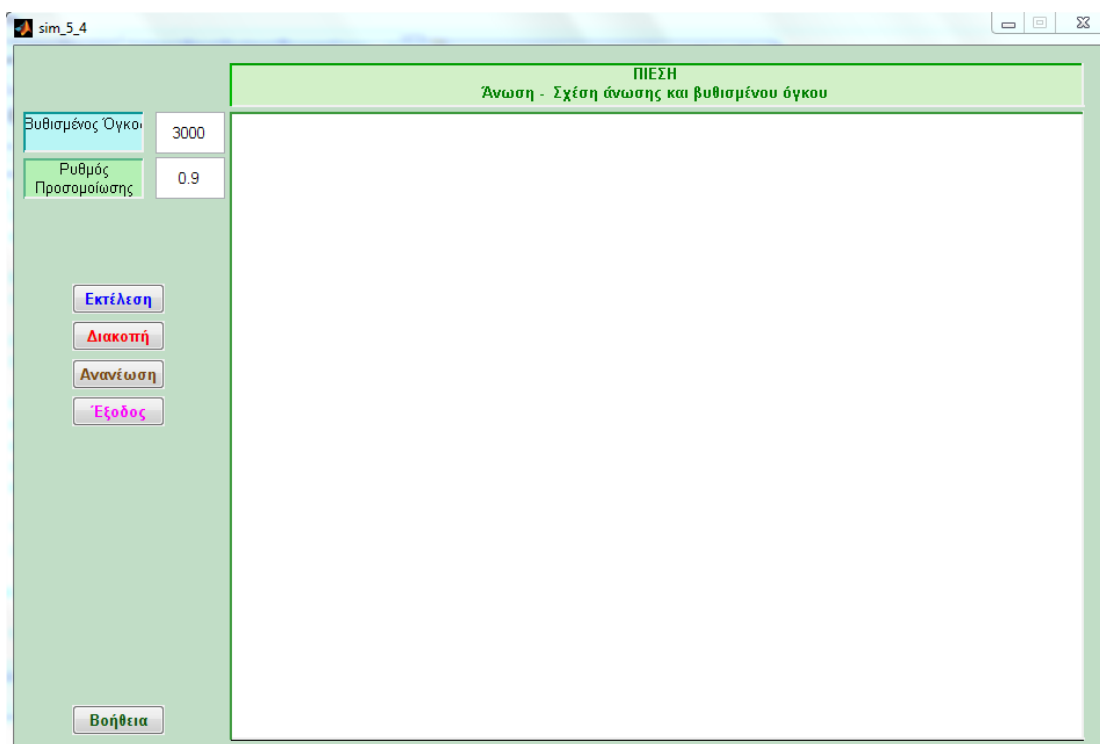 sim_5_4
ΠΙΕΣΗ
Άνωση - Σχέση άνωσης και βυθισμένου όγκου
Βυθισμένος Όγκο
3000
Ρυθμός
Προσομοίωσης
0.9
Εκτέλεση
Διακοπή
Ανανέωση
Έξοδος
Βοήθεια